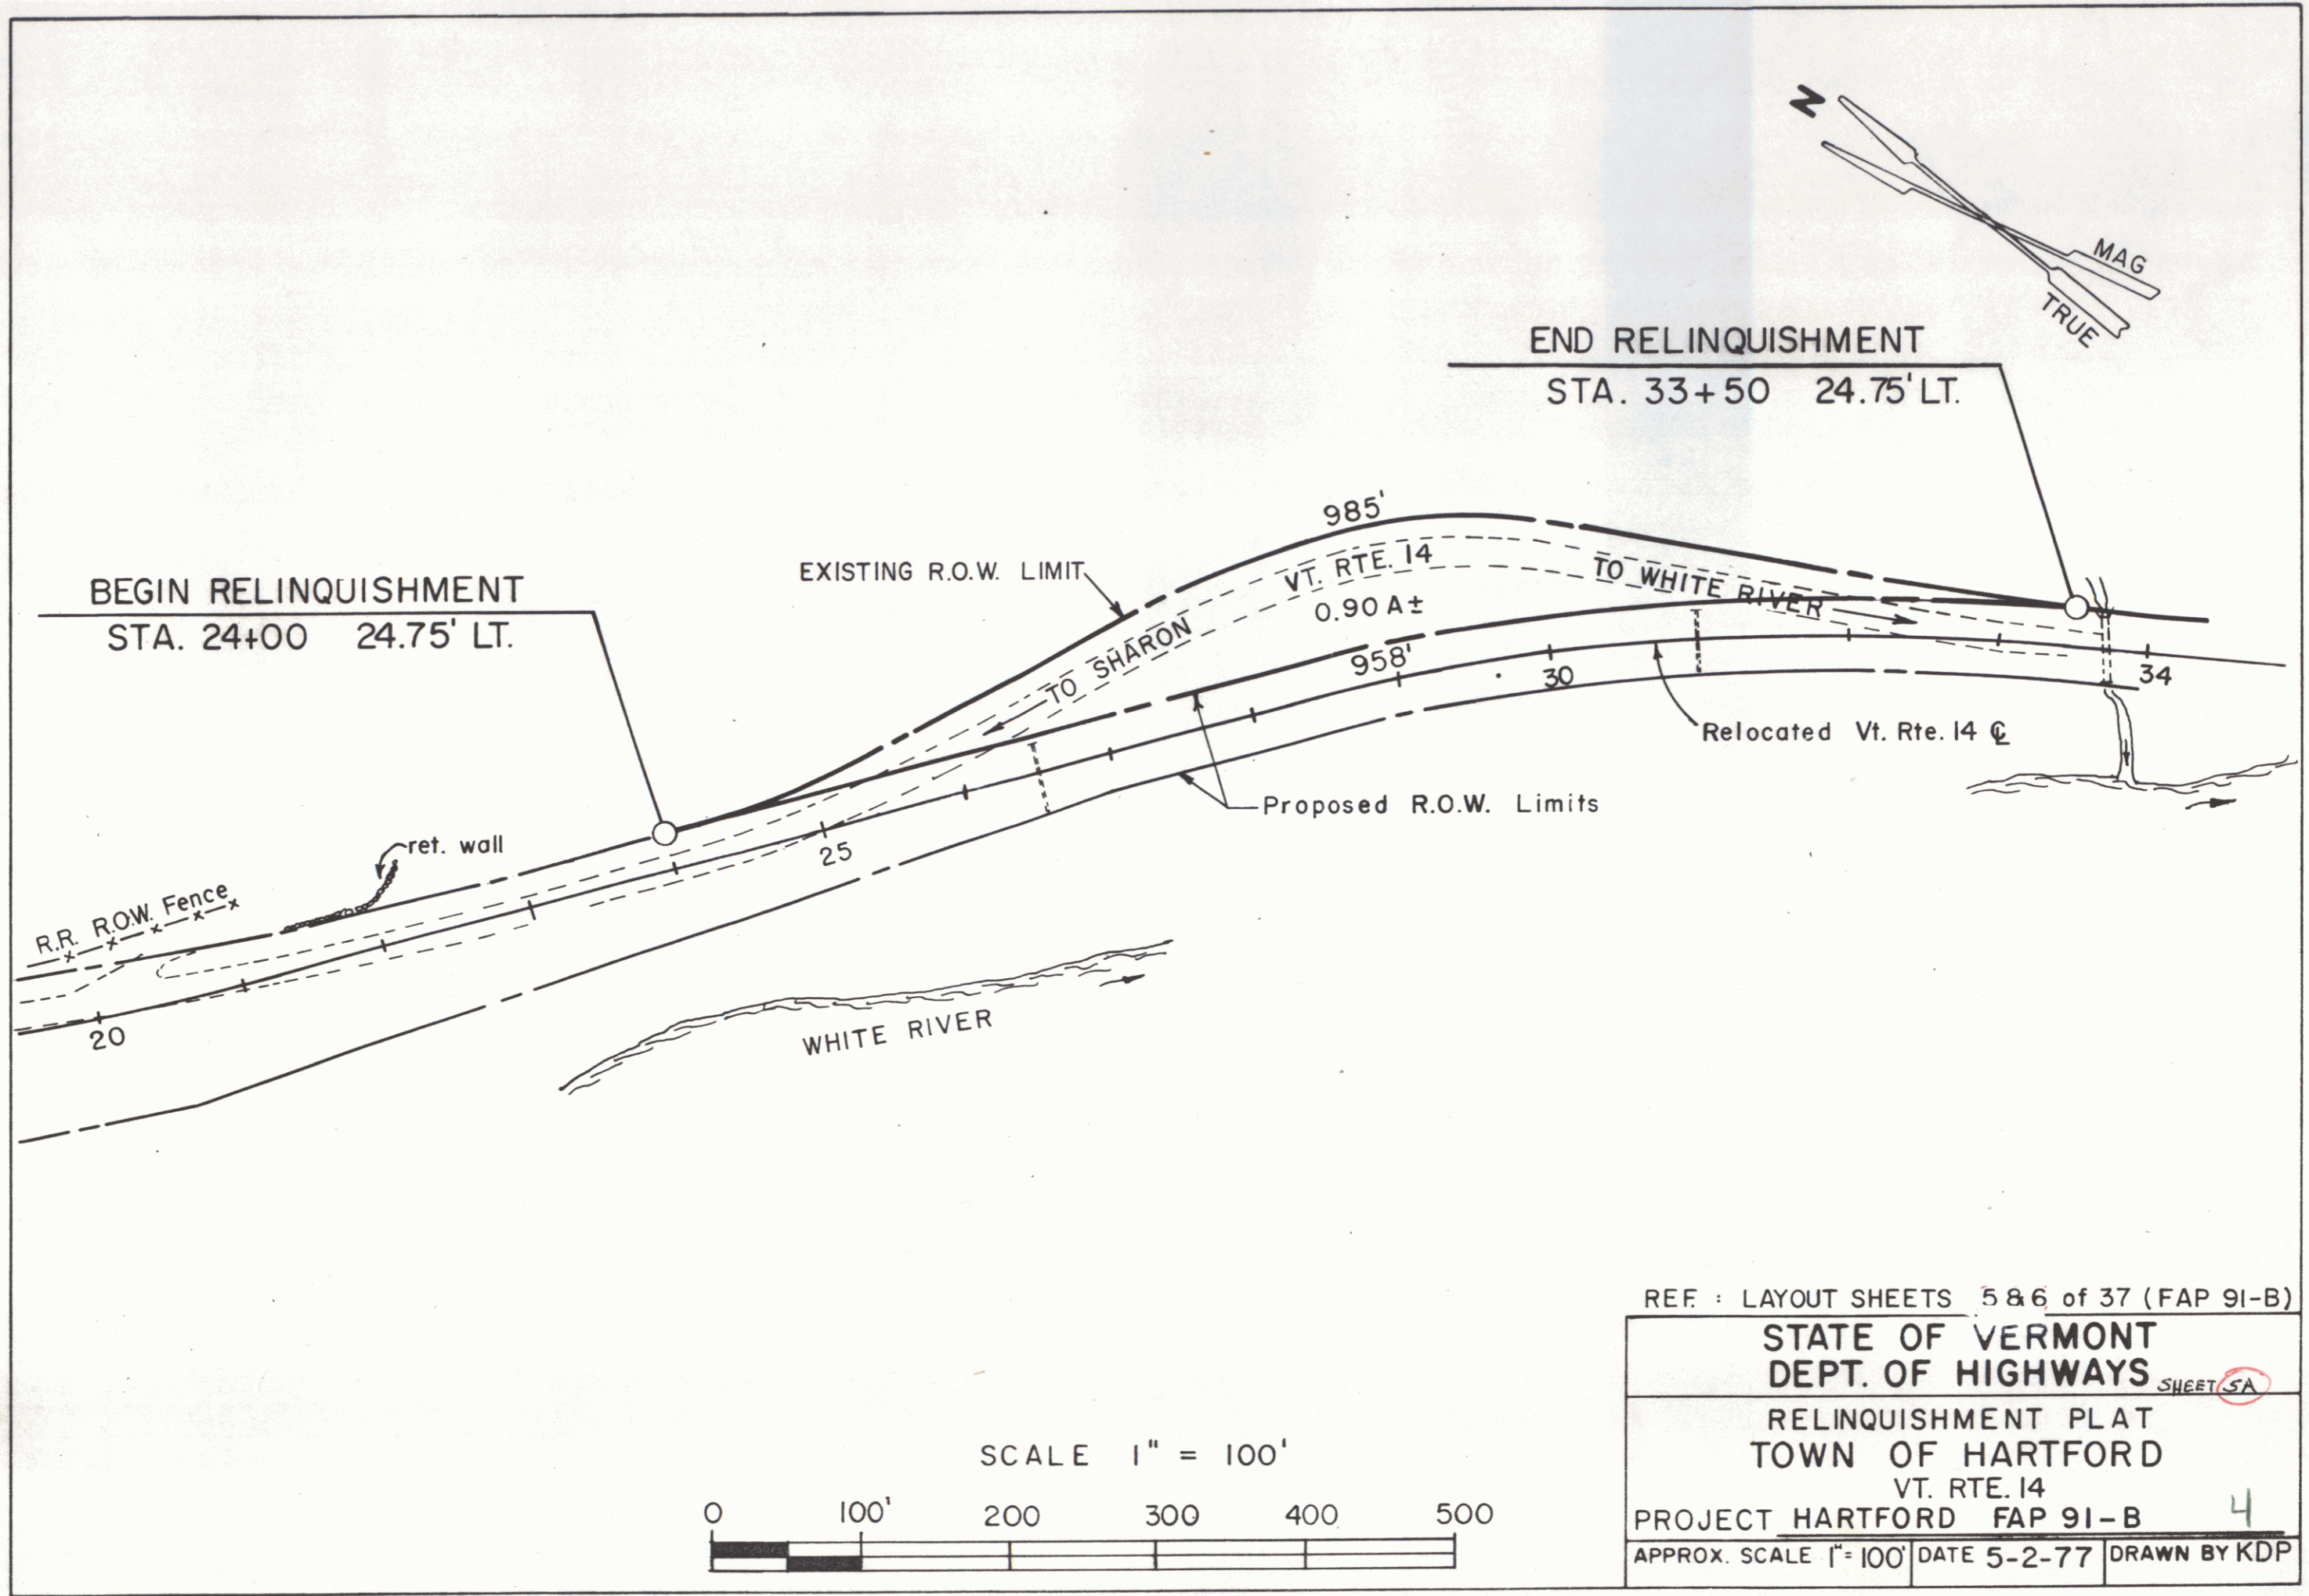 N
MAG
TRUE
END RELINQUISHMENT
STA. 33+50 24.75' LT.
985'
EXISTING R.O.W. LIMIT
VT. RTE. 14
TO WHITE RIVER
BEGIN RELINQUISHMENT
STA. 24+00 24.75' LT.
0.90 A±
TO SHARON
958'
30
34
Relocated Vt. Rte. 14 ℄
Proposed R.O.W. Limits
ret. wall
25
R.R. R.O.W. Fence
20
WHITE RIVER
REF. : LAYOUT SHEETS 5 & 6 of 37 (FAP 91-B)
STATE OF VERMONT
DEPT. OF HIGHWAYS SHEET 5A
RELINQUISHMENT PLAT
TOWN OF HARTFORD
VT. RTE. 14
PROJECT HARTFORD FAP 91-B 4
APPROX. SCALE 1"=100' DATE 5-2-77 DRAWN BY KDP
SCALE 1" = 100'
0 100' 200 300 400 500